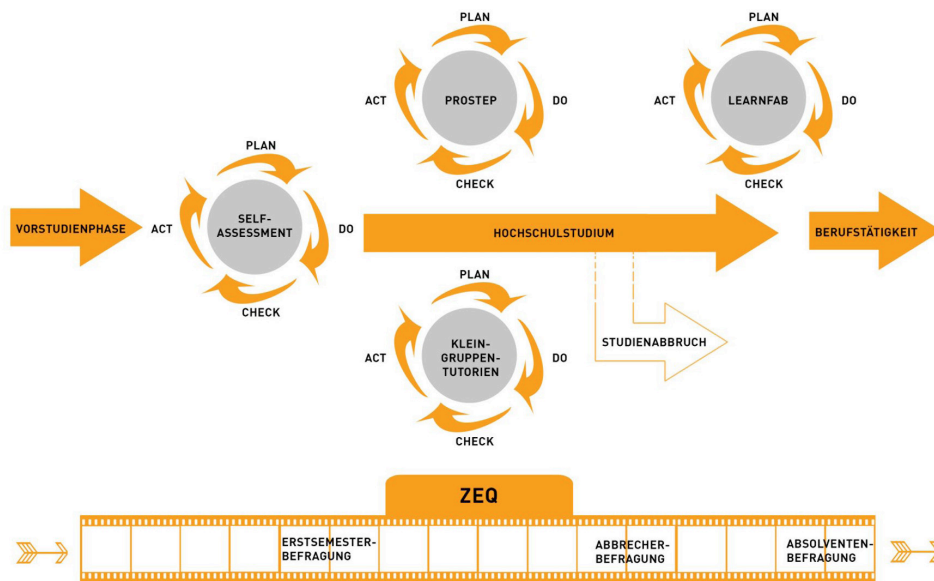 PLAN
ACT
PROSTEP
DO
CHECK
PLAN
ACT
LEARNFAB
DO
CHECK
VORSTUDIENPHASE
PLAN
ACT
SELF-
ASSESSMENT
DO
CHECK
HOCHSCHULSTUDIUM
BERUFSTÄTIGKEIT
PLAN
ACT
KLEIN-
GRUPPEN-
TUTORIEN
DO
CHECK
STUDIENABBRUCH
ZEQ
ERSTSEMESTER-
BEFRAGUNG
ABBRECHER-
BEFRAGUNG
ABSOLVENTEN-
BEFRAGUNG